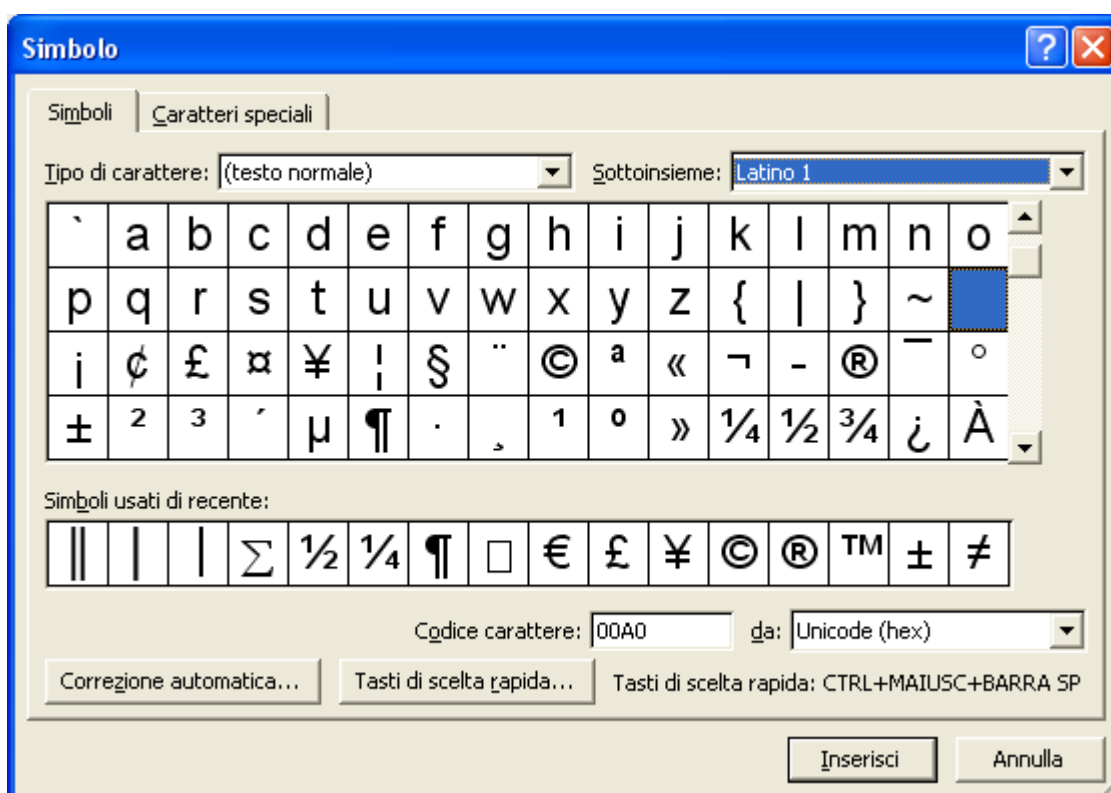 Simbolo
Simboli Caratteri speciali
Tipo di carattere: (testo normale) Sottoinsieme: Latino 1
` a b c d e f g h i j k l m n o
p q r s t u v w x y z { | } ~
¡ ¢ £ ¤ ¥ ¦ § ¨ © ª « ¬ - ® ¯ °
± ² ³ ´ µ ¶ · ¸ ¹ º » ¼ ½ ¾ ¿ À
Simboli usati di recente:
‖ │ | ∑ ½ ¼ ¶ □ € £ ¥ © ® ™ ± ≠
Codice carattere: 00A0 da: Unicode (hex)
Correzione automatica... Tasti di scelta rapida... Tasti di scelta rapida: CTRL+MAIUSC+BARRA SP
Inserisci Annulla